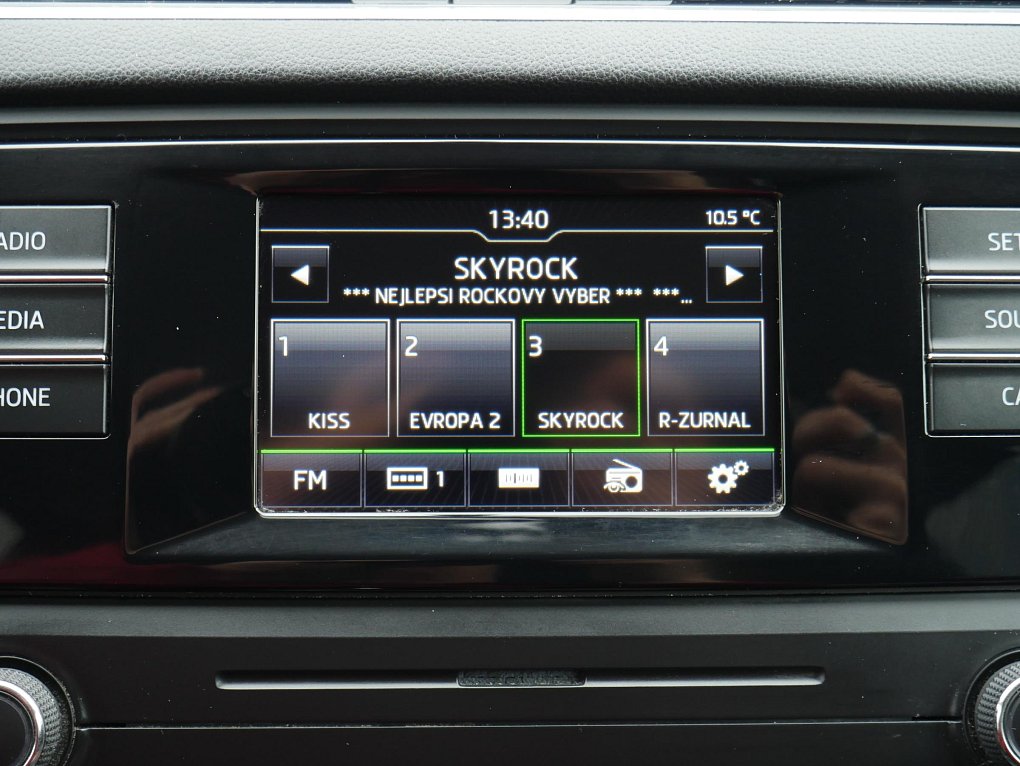 13:40 10.5 °C
SKYROCK
*** NEJLEPSI ROCKOVY VYBER *** ***...
1 2 3 4
KISS EVROPA 2 SKYROCK R-ZURNAL
FM 1
ADIO
EDIA
HONE
SET
SOU
CA